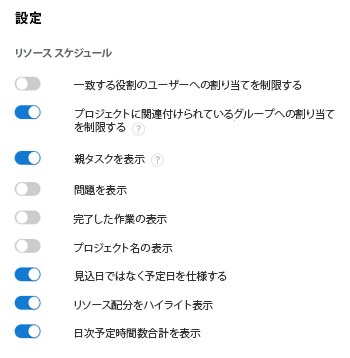 設定
リソース スケジュール
一致する役割のユーザーへの割り当てを制限する
プロジェクトに関連付けられているグループへの割り当て
を制限する ?
親タスクを表示 ?
問題を表示
完了した作業の表示
プロジェクト名の表示
見込日ではなく予定日を仕様する
リソース配分をハイライト表示
日次予定時間数合計を表示